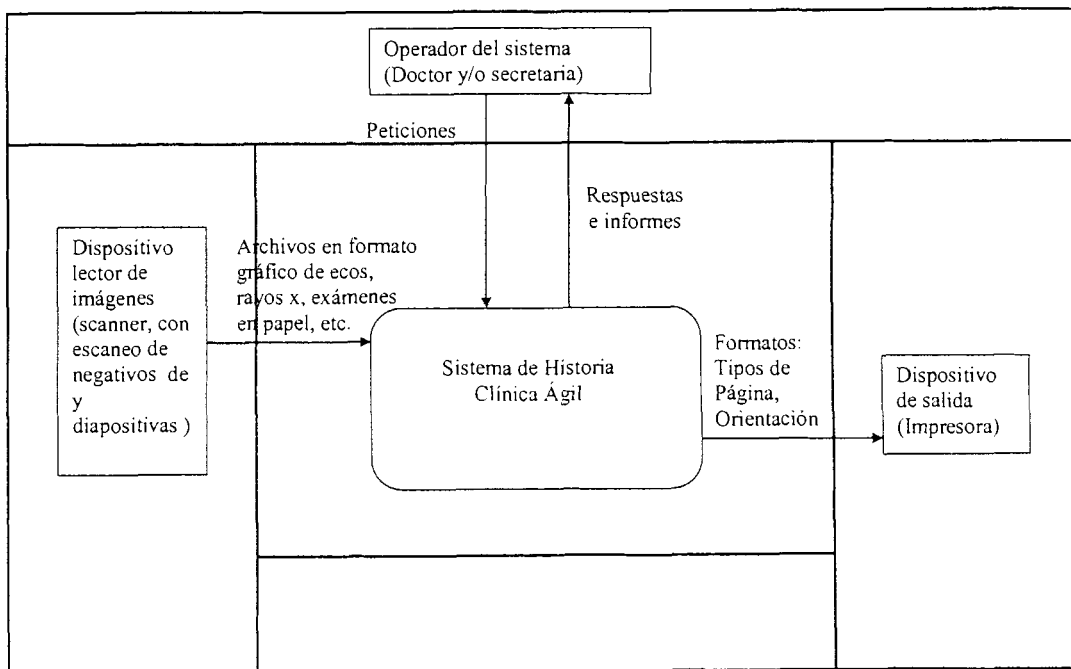 Operador del sistema
(Doctor y/o secretaria)
Peticiones
Respuestas
e informes
Dispositivo
lector de
imágenes
(scanner, con
escaneo de
negativos de
y
diapositivas )
Archivos en formato
gráfico de ecos,
rayos x, exámenes
en papel, etc.
Sistema de Historia
Clínica Ágil
Formatos:
Tipos de
Página,
Orientación
Dispositivo
de salida
(Impresora)